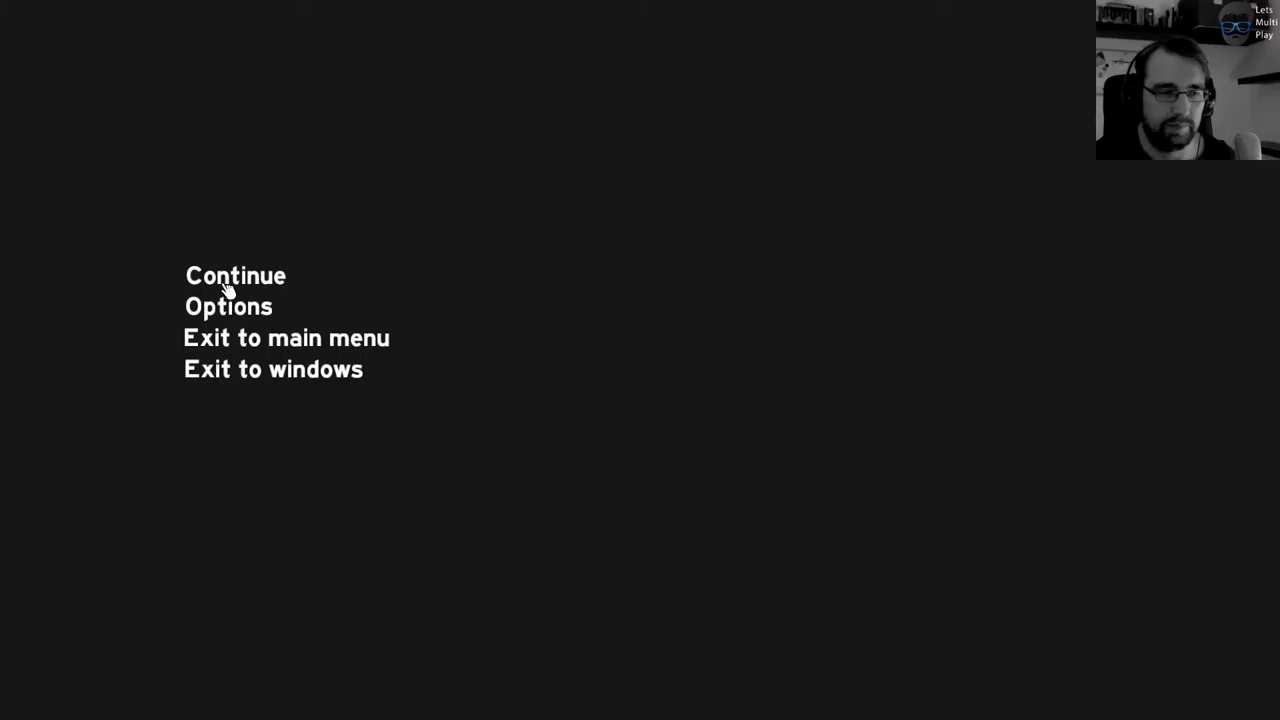 Lets
Multi
Play
Continue
Options
Exit to main menu
Exit to windows